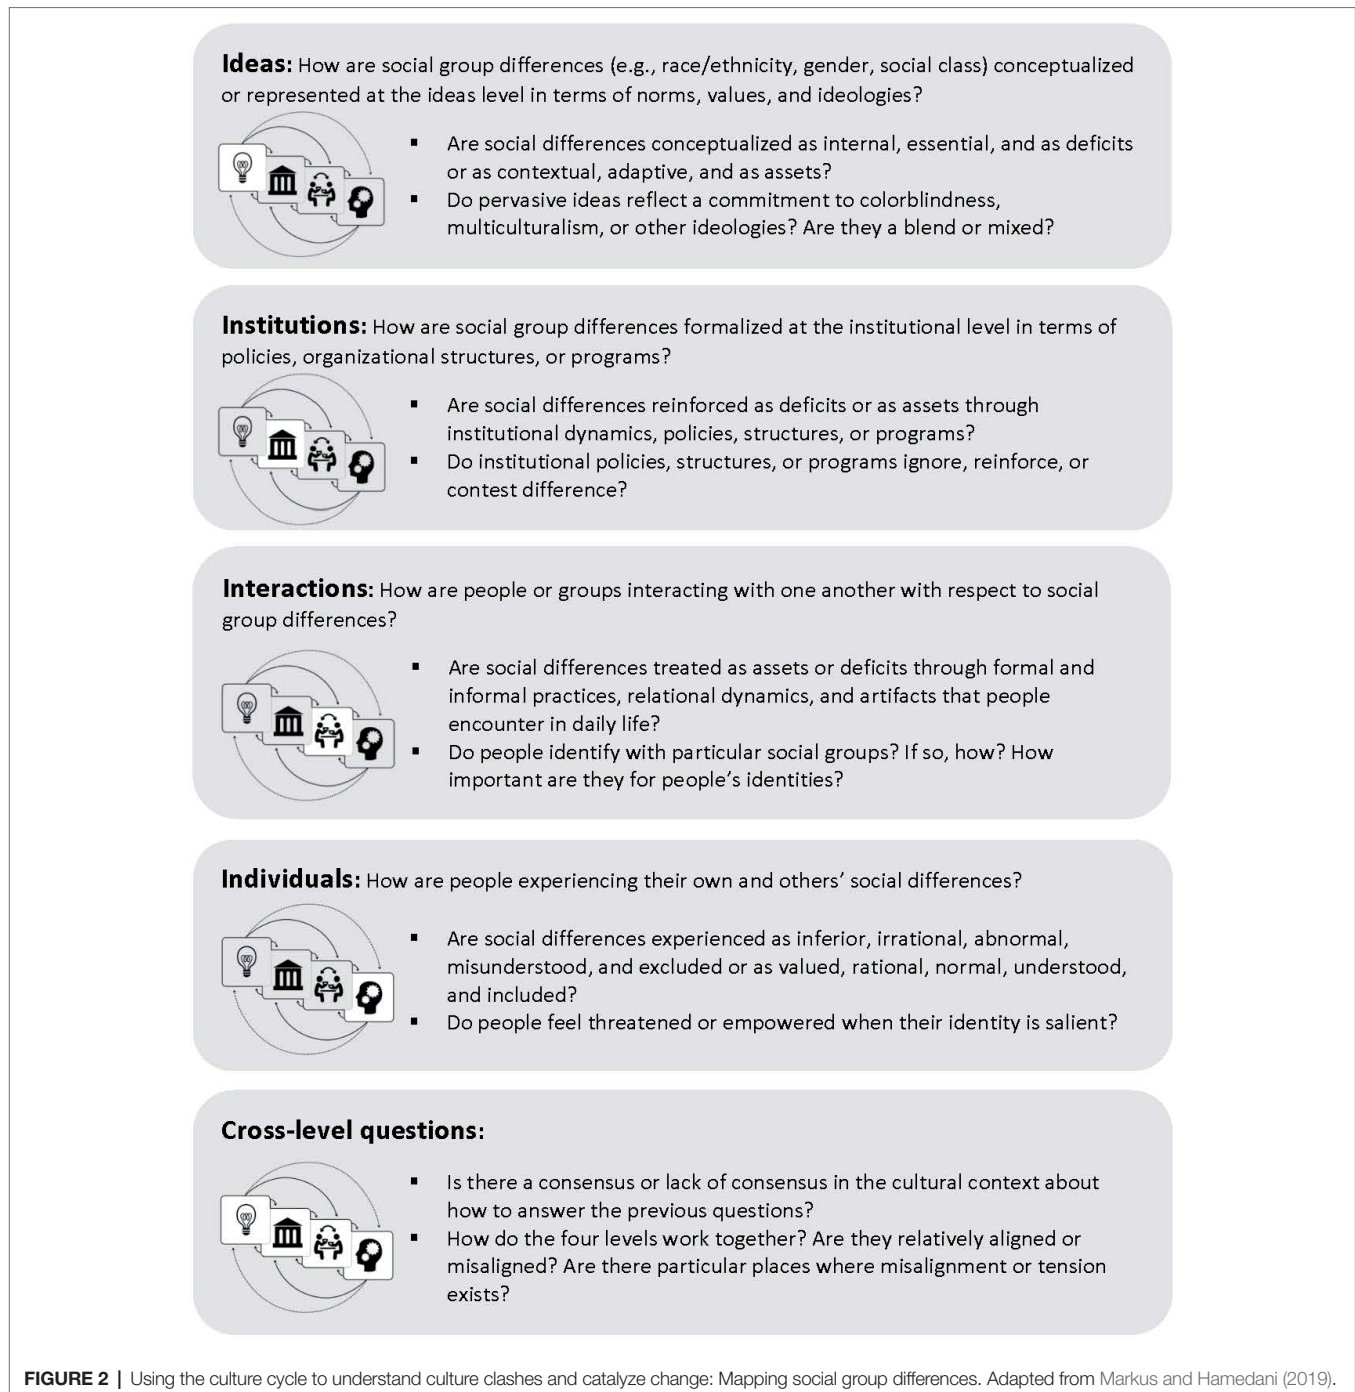 Ideas: How are social group differences (e.g., race/ethnicity, gender, social class) conceptualized
or represented at the ideas level in terms of norms, values, and ideologies?
▪ Are social differences conceptualized as internal, essential, and as deficits
or as contextual, adaptive, and as assets?
▪ Do pervasive ideas reflect a commitment to colorblindness,
multiculturalism, or other ideologies? Are they a blend or mixed?
Institutions: How are social group differences formalized at the institutional level in terms of
policies, organizational structures, or programs?
▪ Are social differences reinforced as deficits or as assets through
institutional dynamics, policies, structures, or programs?
▪ Do institutional policies, structures, or programs ignore, reinforce, or
contest difference?
Interactions: How are people or groups interacting with one another with respect to social
group differences?
▪ Are social differences treated as assets or deficits through formal and
informal practices, relational dynamics, and artifacts that people
encounter in daily life?
▪ Do people identify with particular social groups? If so, how? How
important are they for people's identities?
Individuals: How are people experiencing their own and others' social differences?
▪ Are social differences experienced as inferior, irrational, abnormal,
misunderstood, and excluded or as valued, rational, normal, understood,
and included?
▪ Do people feel threatened or empowered when their identity is salient?
Cross-level questions:
▪ Is there a consensus or lack of consensus in the cultural context about
how to answer the previous questions?
▪ How do the four levels work together? Are they relatively aligned or
misaligned? Are there particular places where misalignment or tension
exists?
FIGURE 2 | Using the culture cycle to understand culture clashes and catalyze change: Mapping social group differences. Adapted from Markus and Hamedani (2019).